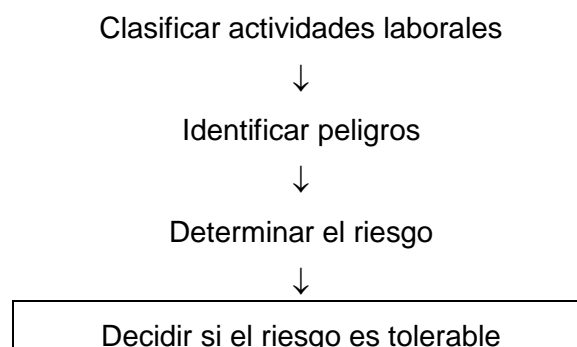 Clasificar actividades laborales
↓
Identificar peligros
↓
Determinar el riesgo
↓
Decidir si el riesgo es tolerable